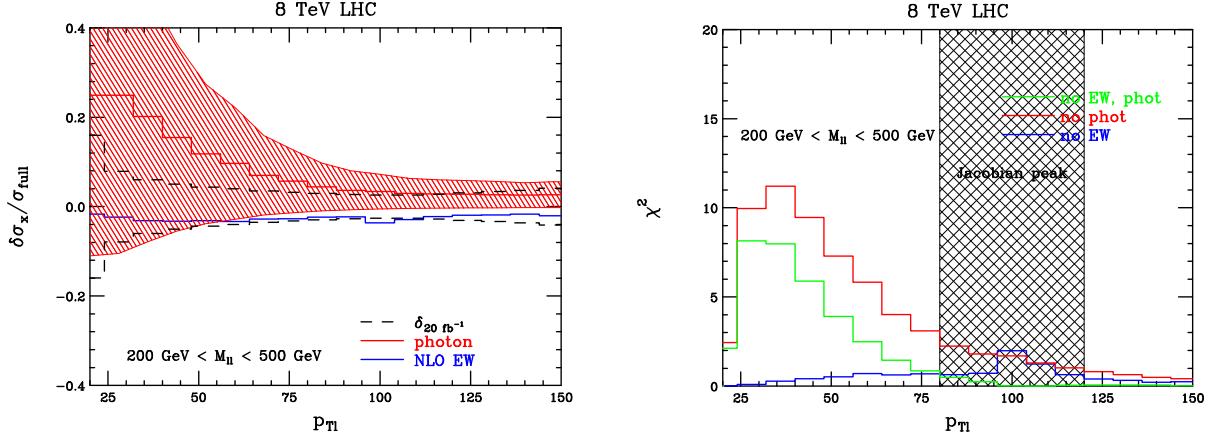 8 TeV LHC
0.4
0.2
0.0
−0.2
−0.4
δσx/σfull
δ20 fb−1
photon
NLO EW
200 GeV < Mll < 500 GeV
25 50 75 100 125 150
pTl
8 TeV LHC
20
15
10
5
0
χ2
no EW, phot
no phot
no EW
200 GeV < Mll < 500 GeV
Jacobian peak
25 50 75 100 125 150
pTl